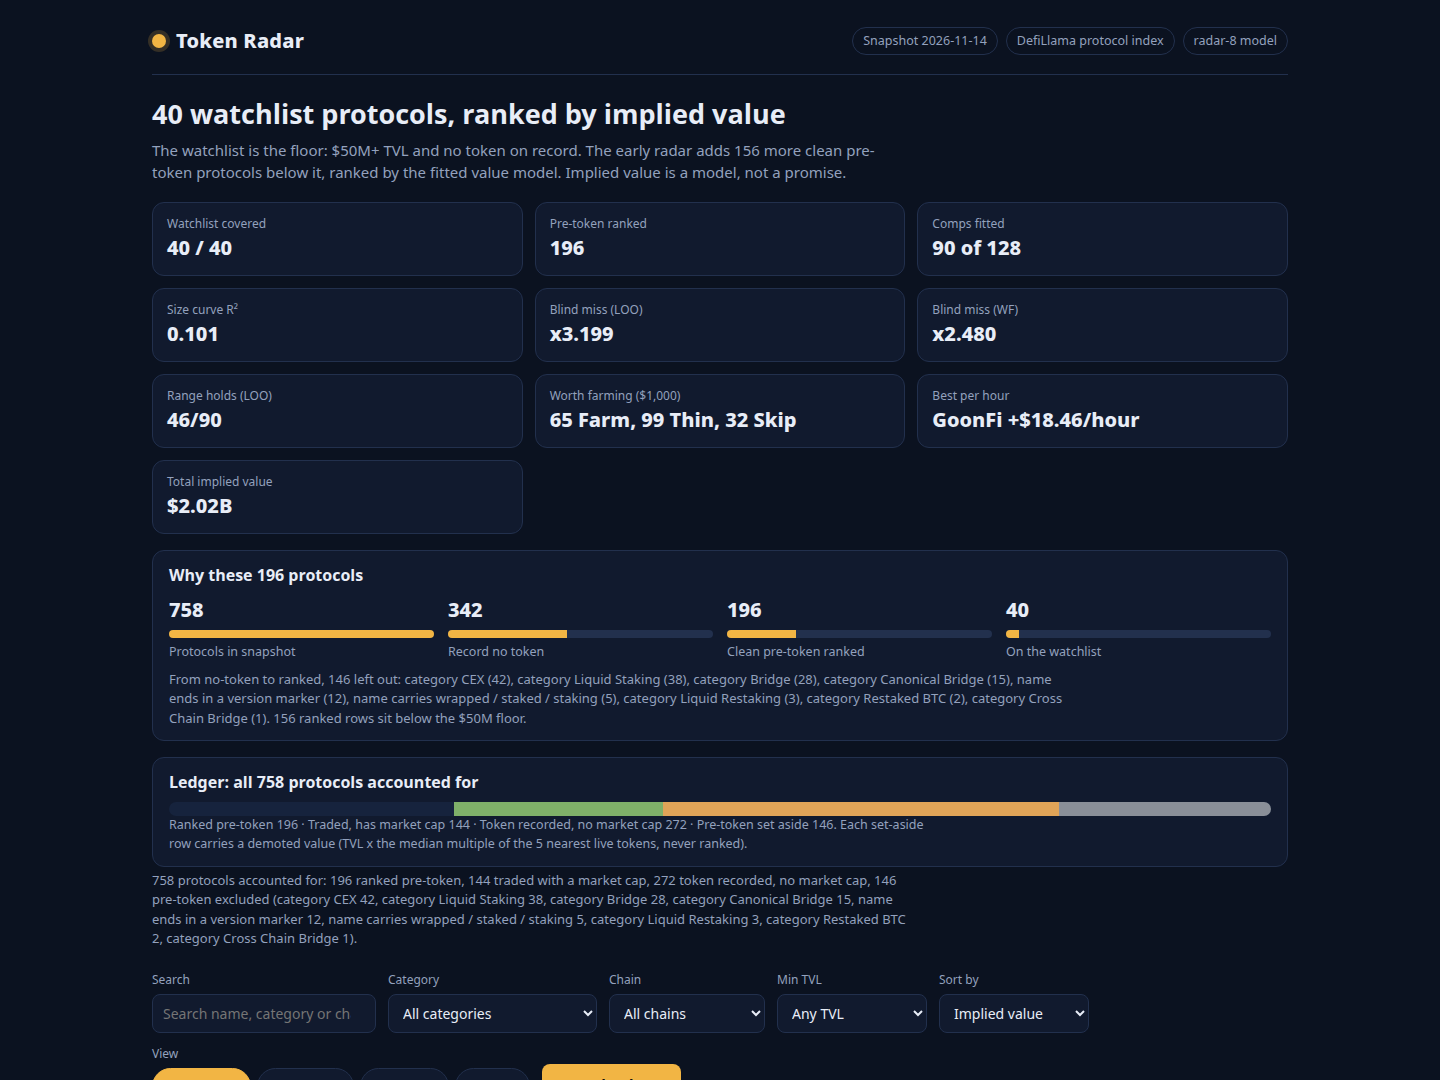 Token Radar
Snapshot 2026-11-14
DefiLlama protocol index
radar-8 model
40 watchlist protocols, ranked by implied value
The watchlist is the floor: $50M+ TVL and no token on record. The early radar adds 156 more clean pre-
token protocols below it, ranked by the fitted value model. Implied value is a model, not a promise.
Watchlist covered
40 / 40
Pre-token ranked
196
Comps fitted
90 of 128
Size curve R²
0.101
Blind miss (LOO)
x3.199
Blind miss (WF)
x2.480
Range holds (LOO)
46/90
Worth farming ($1,000)
65 Farm, 99 Thin, 32 Skip
Best per hour
GoonFi +$18.46/hour
Total implied value
$2.02B
Why these 196 protocols
758
Protocols in snapshot
342
Record no token
196
Clean pre-token ranked
40
On the watchlist
From no-token to ranked, 146 left out: category CEX (42), category Liquid Staking (38), category Bridge (28), category Canonical Bridge (15), name
ends in a version marker (12), name carries wrapped / staked / staking (5), category Liquid Restaking (3), category Restaked BTC (2), category Cross
Chain Bridge (1). 156 ranked rows sit below the $50M floor.
Ledger: all 758 protocols accounted for
Ranked pre-token 196 · Traded, has market cap 144 · Token recorded, no market cap 272 · Pre-token set aside 146. Each set-aside
row carries a demoted value (TVL x the median multiple of the 5 nearest live tokens, never ranked).
758 protocols accounted for: 196 ranked pre-token, 144 traded with a market cap, 272 token recorded, no market cap, 146
pre-token excluded (category CEX 42, category Liquid Staking 38, category Bridge 28, category Canonical Bridge 15, name
ends in a version marker 12, name carries wrapped / staked / staking 5, category Liquid Restaking 3, category Restaked BTC
2, category Cross Chain Bridge 1).
Search
Category
Chain
Min TVL
Sort by
Search name, category or ch
All categories
All chains
Any TVL
Implied value
View